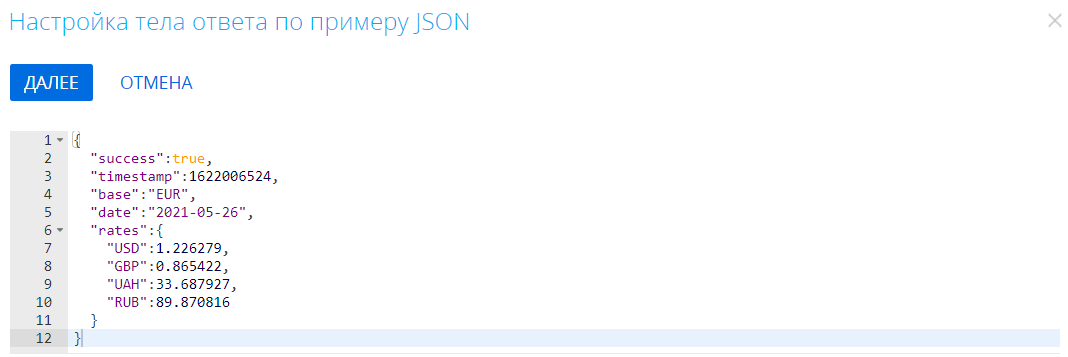 Настройка тела ответа по примеру JSON
ДАЛЕЕ ОТМЕНА
1 {
2 "success":true,
3 "timestamp":1622006524,
4 "base":"EUR",
5 "date":"2021-05-26",
6 "rates":{
7 "USD":1.226279,
8 "GBP":0.865422,
9 "UAH":33.687927,
10 "RUB":89.870816
11 }
12 }